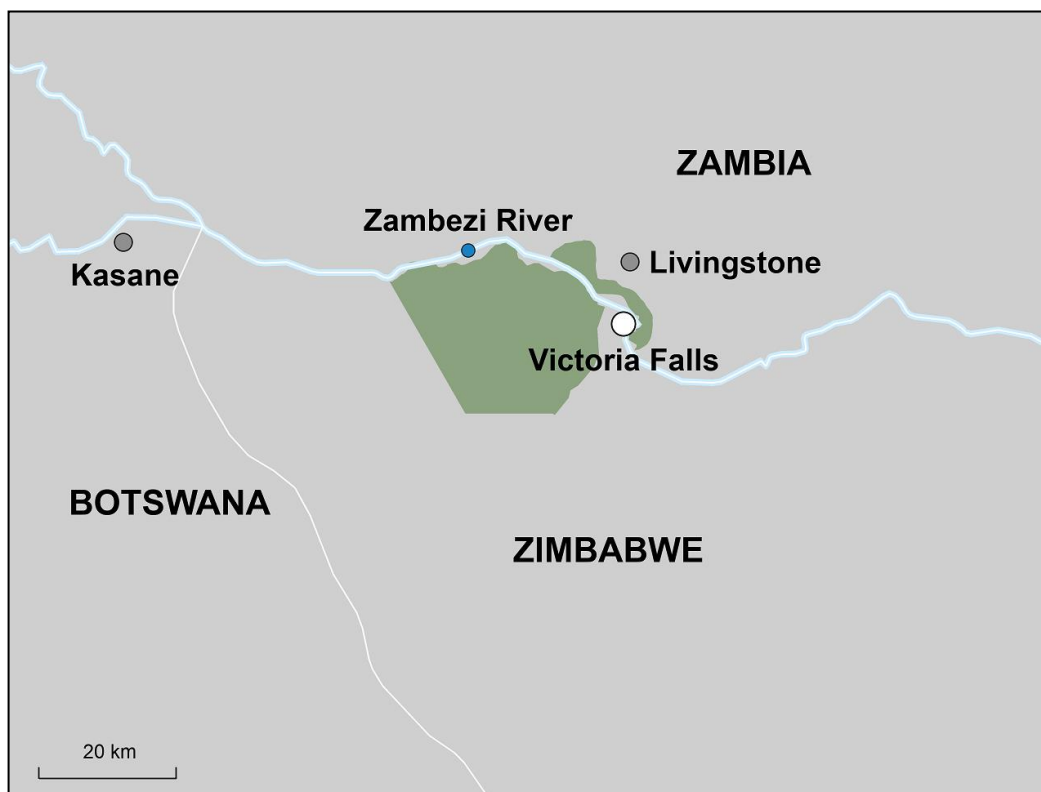 ZAMBIA
Zambezi River
Livingstone
Kasane
Victoria Falls
BOTSWANA
ZIMBABWE
20 km